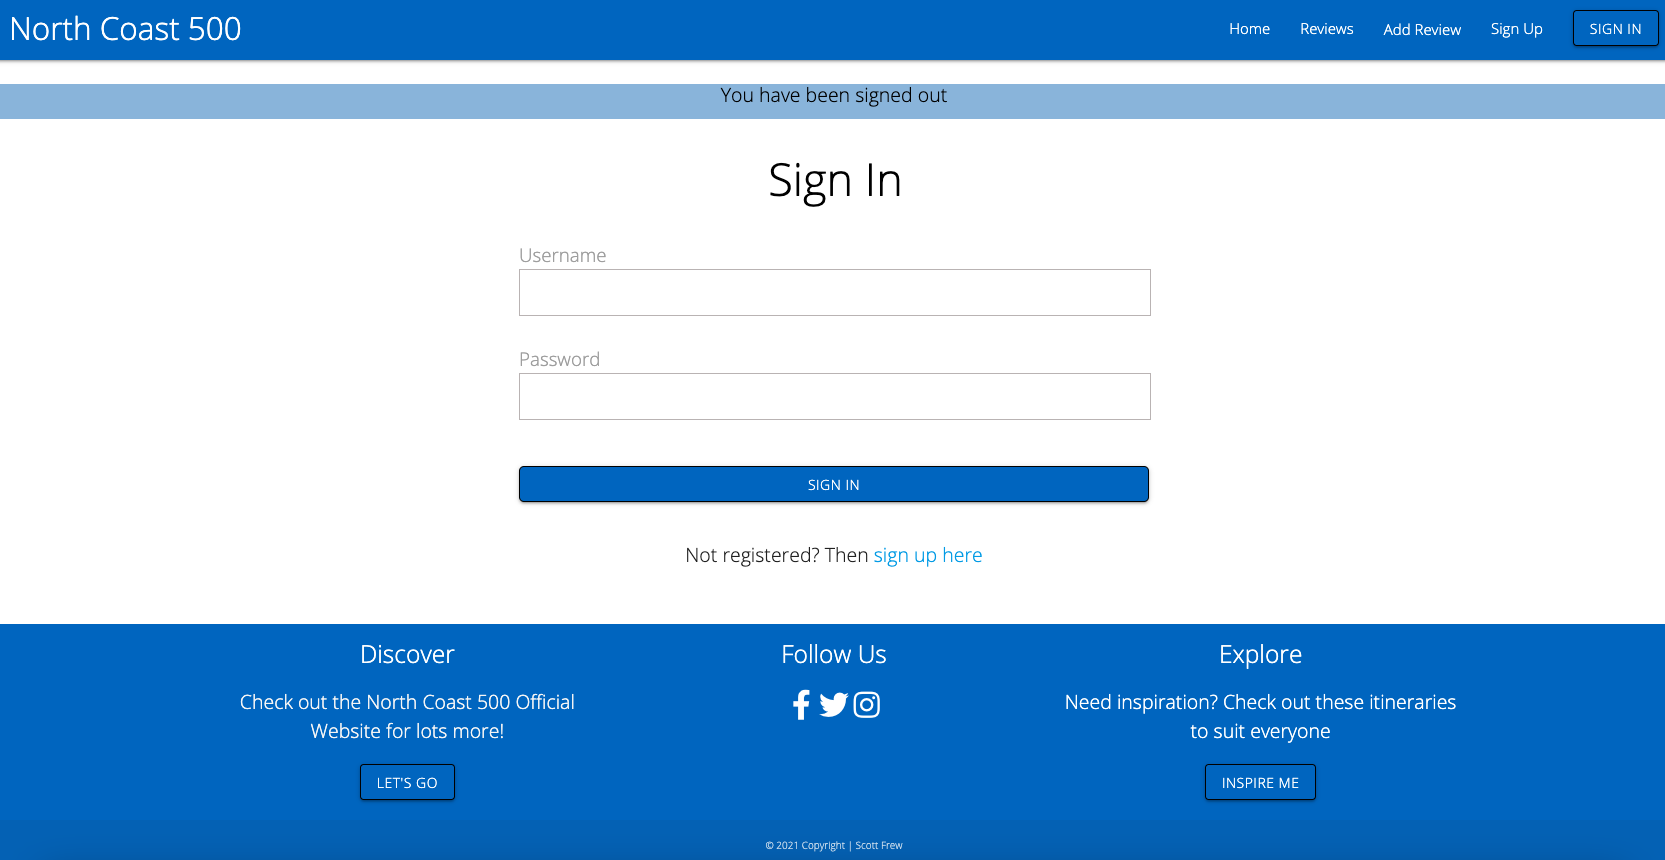 North Coast 500
Home
Reviews
Add Review
Sign Up
SIGN IN
You have been signed out
Sign In
Username
Password
SIGN IN
Not registered? Then sign up here
Discover
Check out the North Coast 500 Official
Website for lots more!
LET'S GO
Follow Us
Explore
Need inspiration? Check out these itineraries
to suit everyone
INSPIRE ME
© 2021 Copyright | Scott Frew